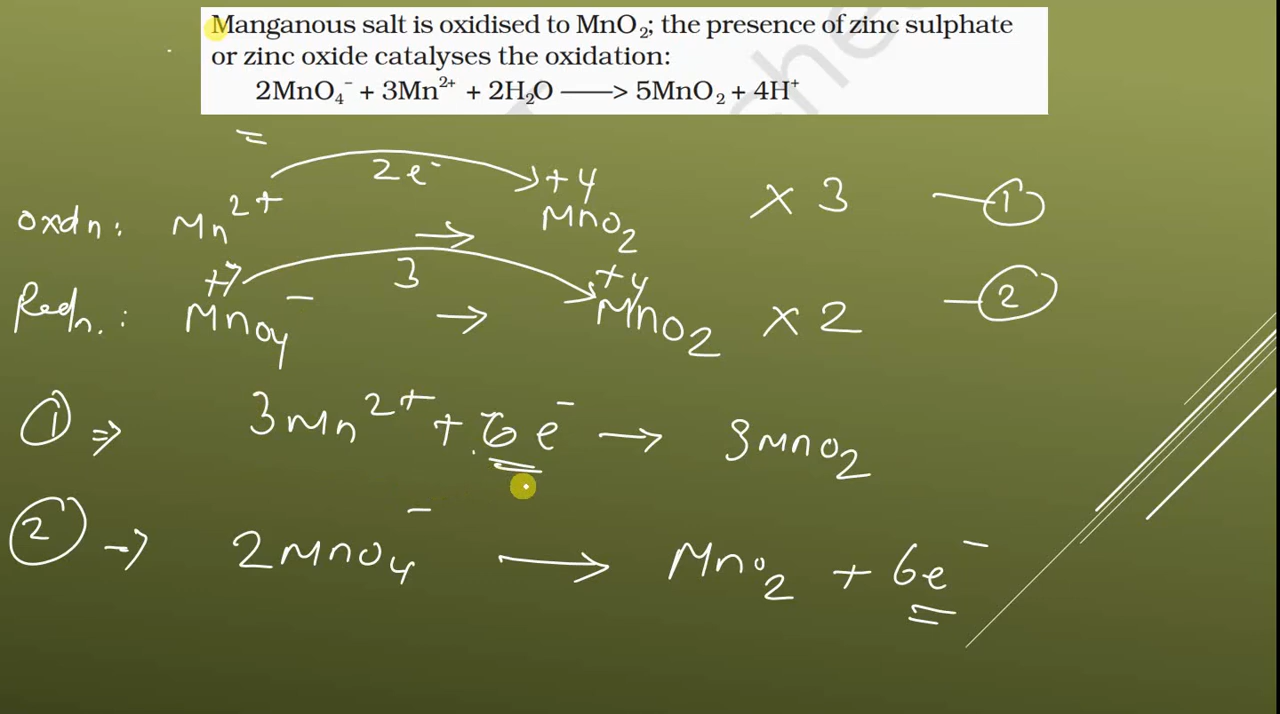 Manganous salt is oxidised to MnO₂; the presence of zinc sulphate
or zinc oxide catalyses the oxidation:
2MnO₄⁻ + 3Mn²⁺ + 2H₂O ——> 5MnO₂ + 4H⁺
2e⁻ +4
oxdn: Mn²⁺ → MnO₂ × 3 — ①
+7 3 +4
Redn.: MnO₄⁻ → MnO₂ × 2 — ②
① ⇒ 3Mn²⁺ + 6e⁻ → 3MnO₂
② → 2MnO₄⁻ → MnO₂ + 6e⁻